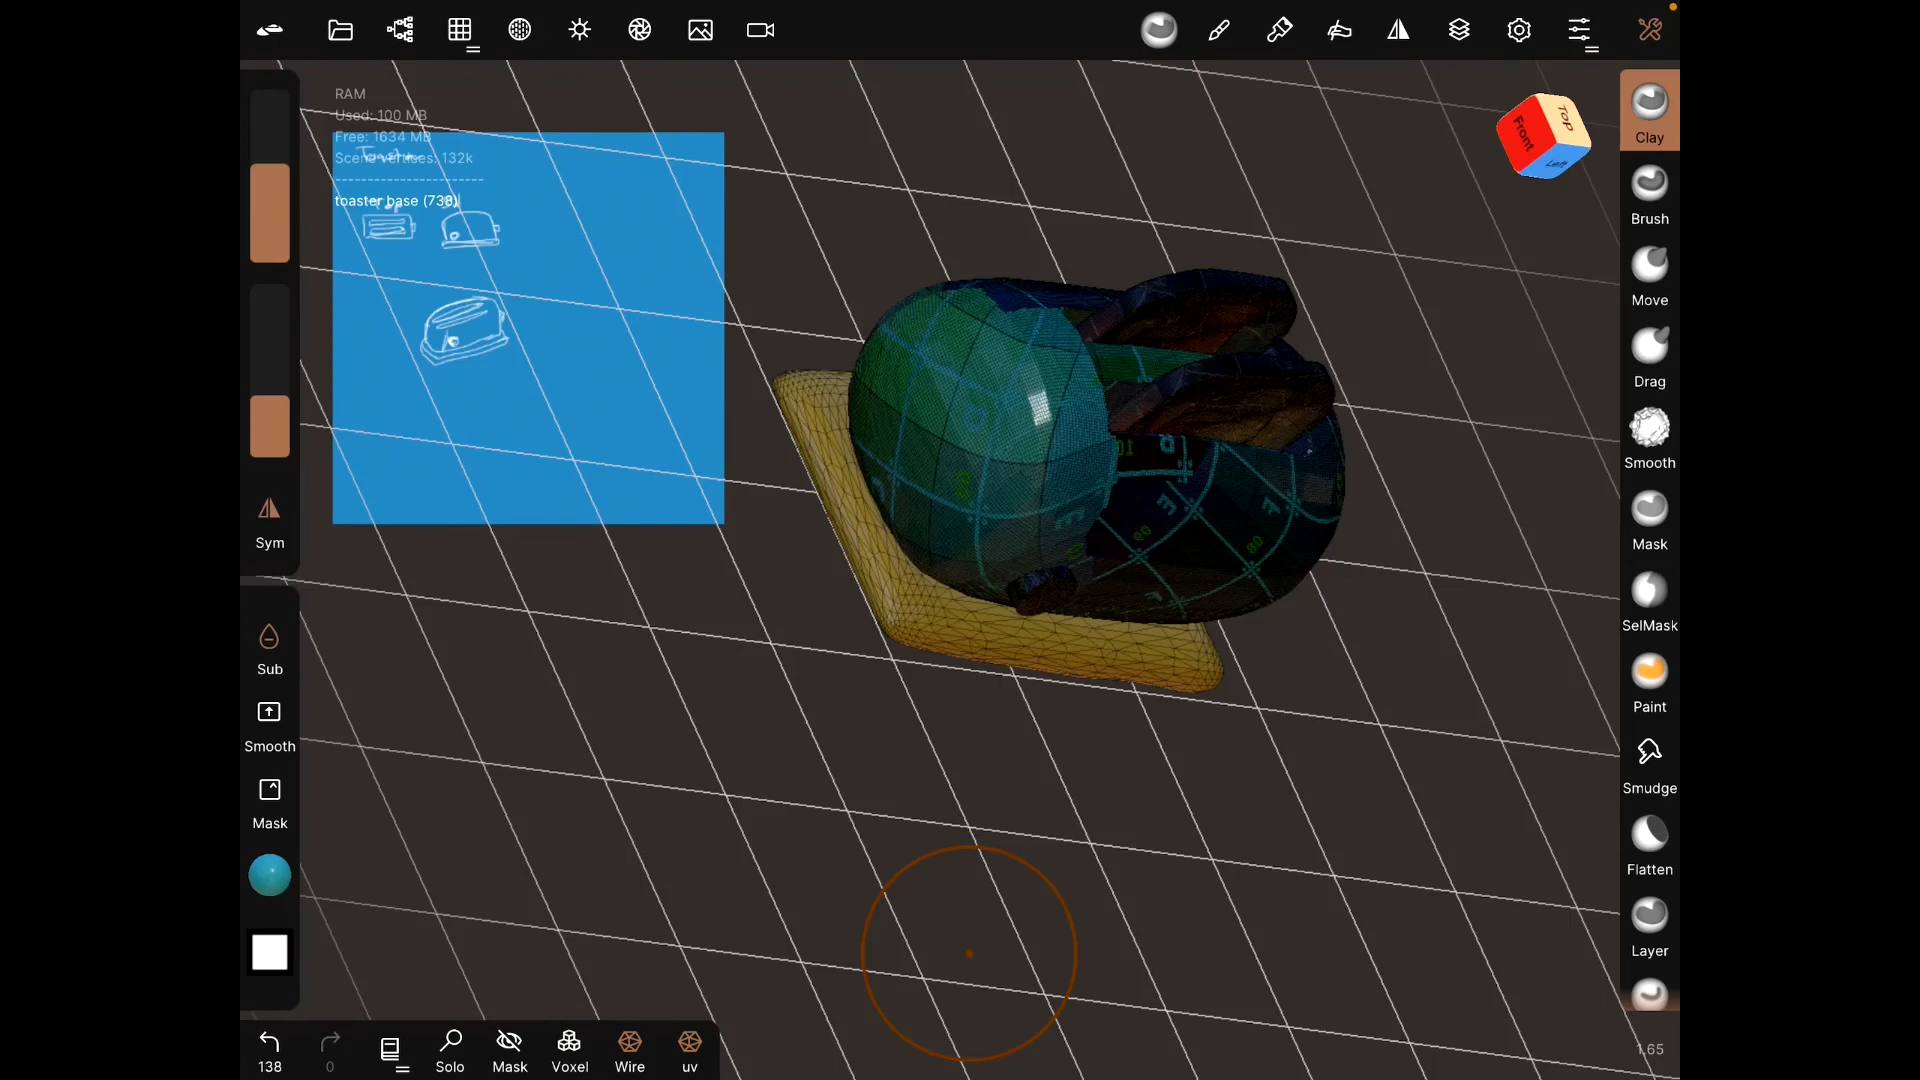 RAM
Used: 100 MB
Free: 1634 MB
Scene vertices: 132k
toaster base (738)
Front
Top
Left
Clay
Brush
Move
Drag
Smooth
Mask
SelMask
Paint
Smudge
Flatten
Layer
1.65
Sym
Sub
Smooth
Mask
138
0
Solo
Mask
Voxel
Wire
uv